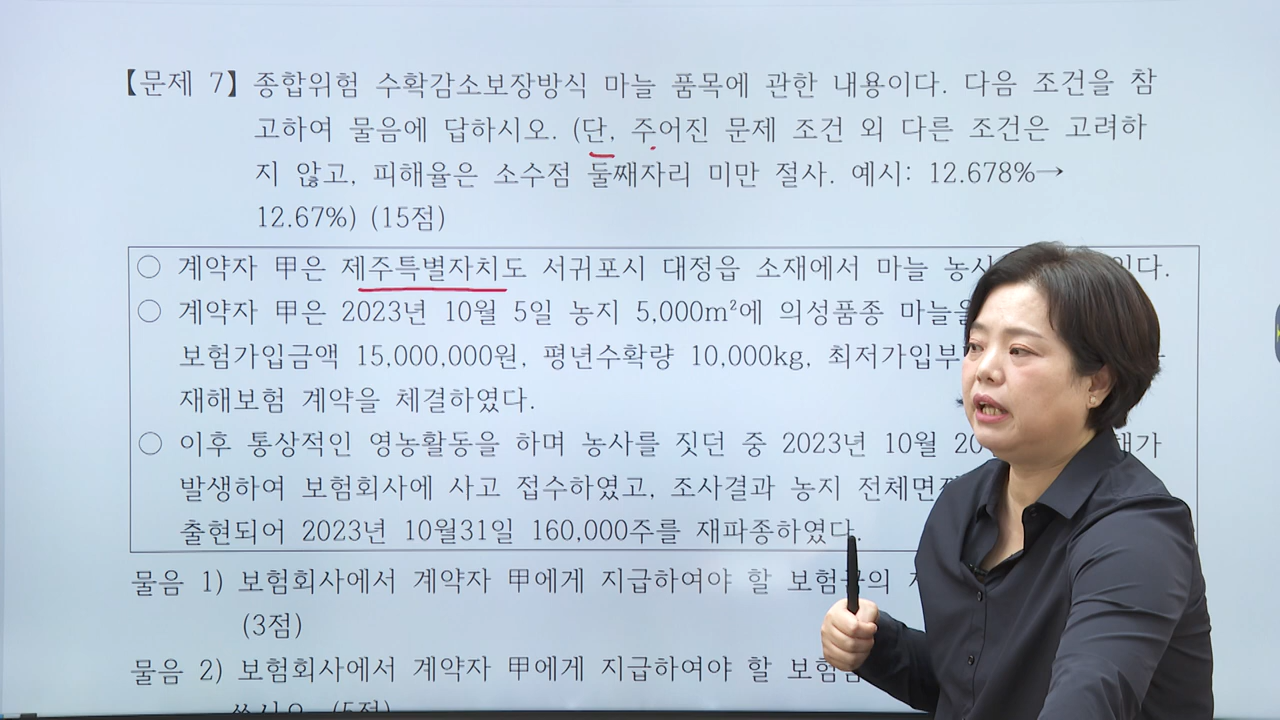 【문제 7】 종합위험 수확감소보장방식 마늘 품목에 관한 내용이다. 다음 조건을 참
고하여 물음에 답하시오. (단, 주어진 문제 조건 외 다른 조건은 고려하
지 않고, 피해율은 소수점 둘째자리 미만 절사. 예시: 12.678%→
12.67%) (15점)
○ 계약자 甲은 제주특별자치도 서귀포시 대정읍 소재에서 마늘 농사
○ 계약자 甲은 2023년 10월 5일 농지 5,000m²에 의성품종 마늘을
보험가입금액 15,000,000원, 평년수확량 10,000kg, 최저가입부
재해보험 계약을 체결하였다.
○ 이후 통상적인 영농활동을 하며 농사를 짓던 중 2023년 10월 가
발생하여 보험회사에 사고 접수하였고, 조사결과 농지
출현되어 2023년 10월31일 160,000주를 재파종하였다.
물음 1) 보험회사에서 계약자 甲에게 지급하여야 할
(3점)
물음 2) 보험회사에서 계약자 甲에게 지급하여야 할